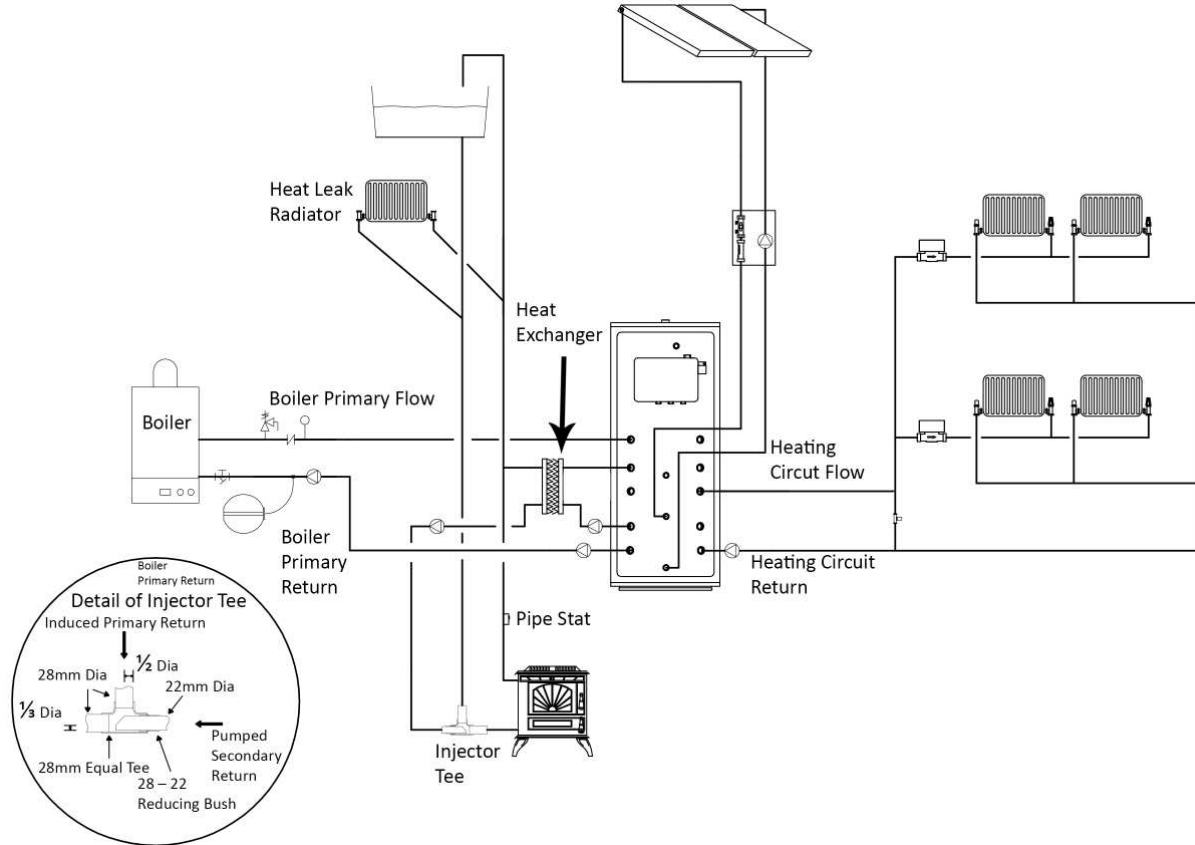 Heat Leak
Radiator
Heat
Exchanger
Boiler
Boiler Primary Flow
Heating
Circut Flow
Boiler
Primary
Return
Heating Circuit
Return
Pipe Stat
Injector
Tee
Boiler
Primary Return
Detail of Injector Tee
Induced Primary Return
28mm Dia
½ Dia
22mm Dia
⅓ Dia
Pumped
Secondary
Return
28mm Equal Tee
28 – 22
Reducing Bush